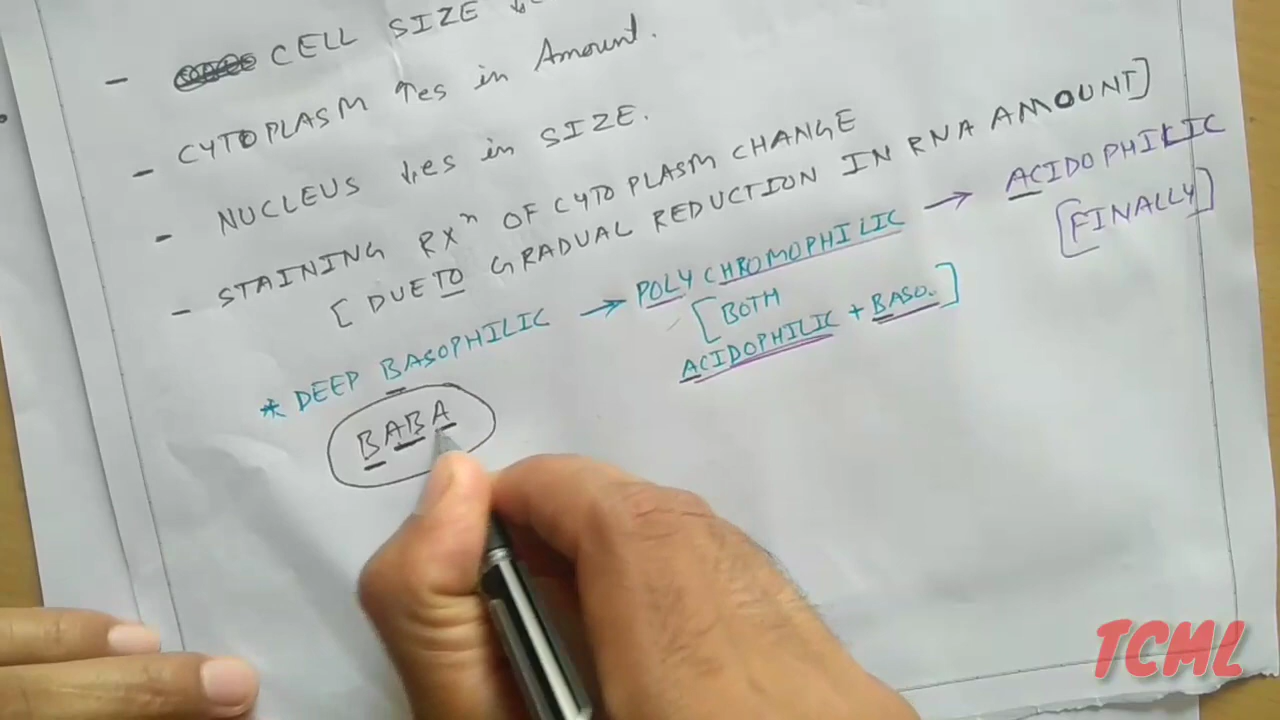 - CELL SIZE ↓e
- CYTOPLASM ↑es in Amount.
- NUCLEUS ↓es in SIZE.
- STAINING RXⁿ OF CYTOPLASM CHANGE
[DUE TO GRADUAL REDUCTION IN RNA AMOUNT]
* DEEP BASOPHILIC → POLYCHROMOPHILIC → ACIDOPHILIC
[BOTH
ACIDOPHILIC + BASO.]
[FINALLY]
BABA
TCML